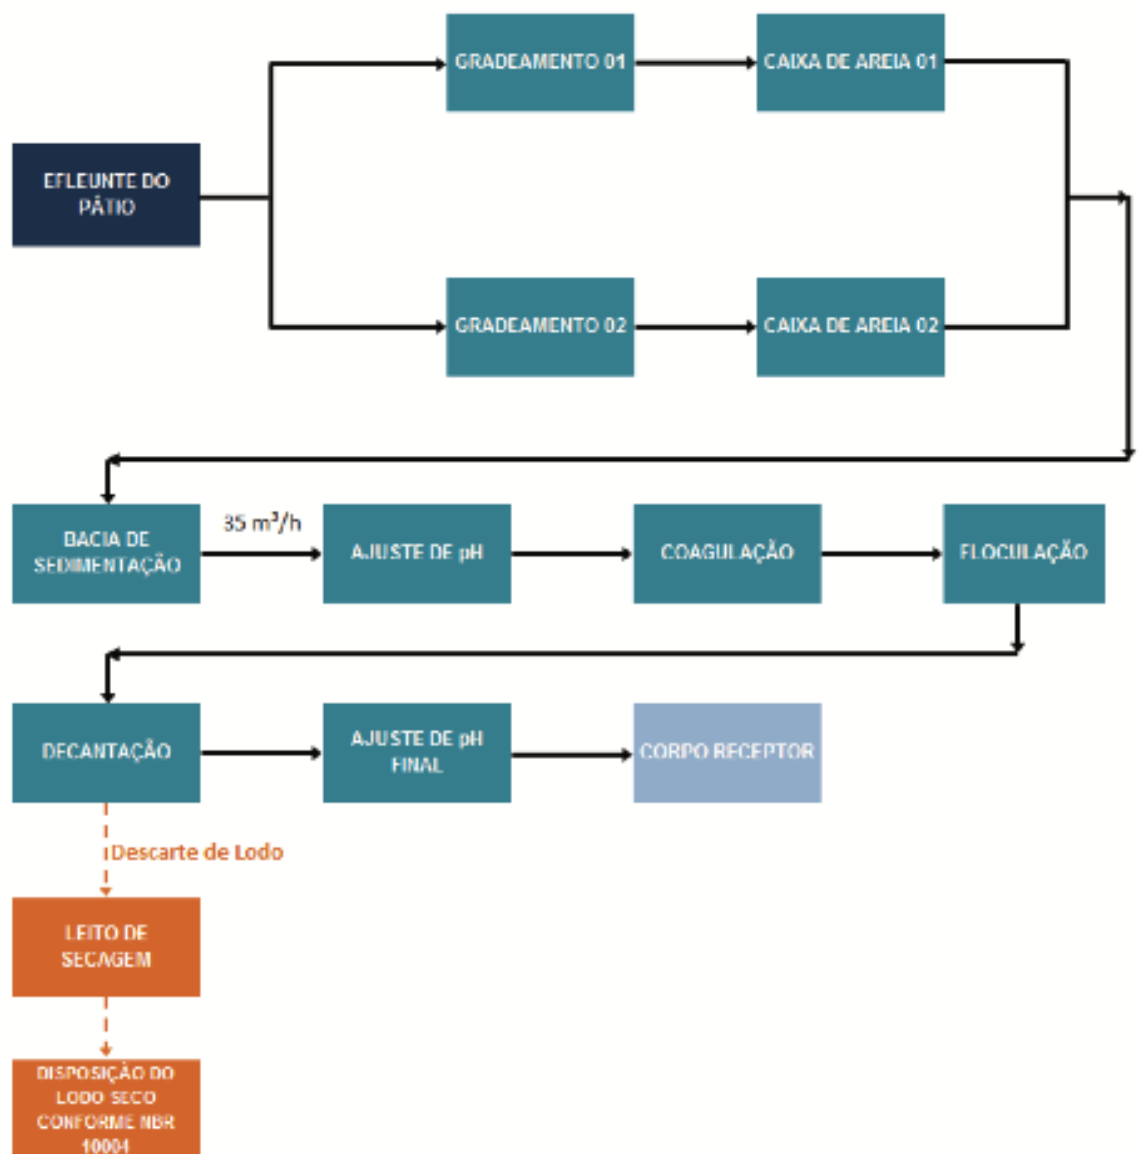 GRADEAMENTO 01
CAIXA DE AREIA 01
EFLEUNTE DO
PÁTIO
GRADEAMENTO 02
CAIXA DE AREIA 02
BACIA DE
SEDIMENTAÇÃO
35 m³/h
AJUSTE DE pH
COAGULAÇÃO
FLOCULAÇÃO
DECANTAÇÃO
AJUSTE DE pH
FINAL
CORPO RECEPTOR
Descarte de Lodo
LEITO DE
SECAGEM
DISPOSIÇÃO DO
LODO SECO
CONFORME NBR
10004